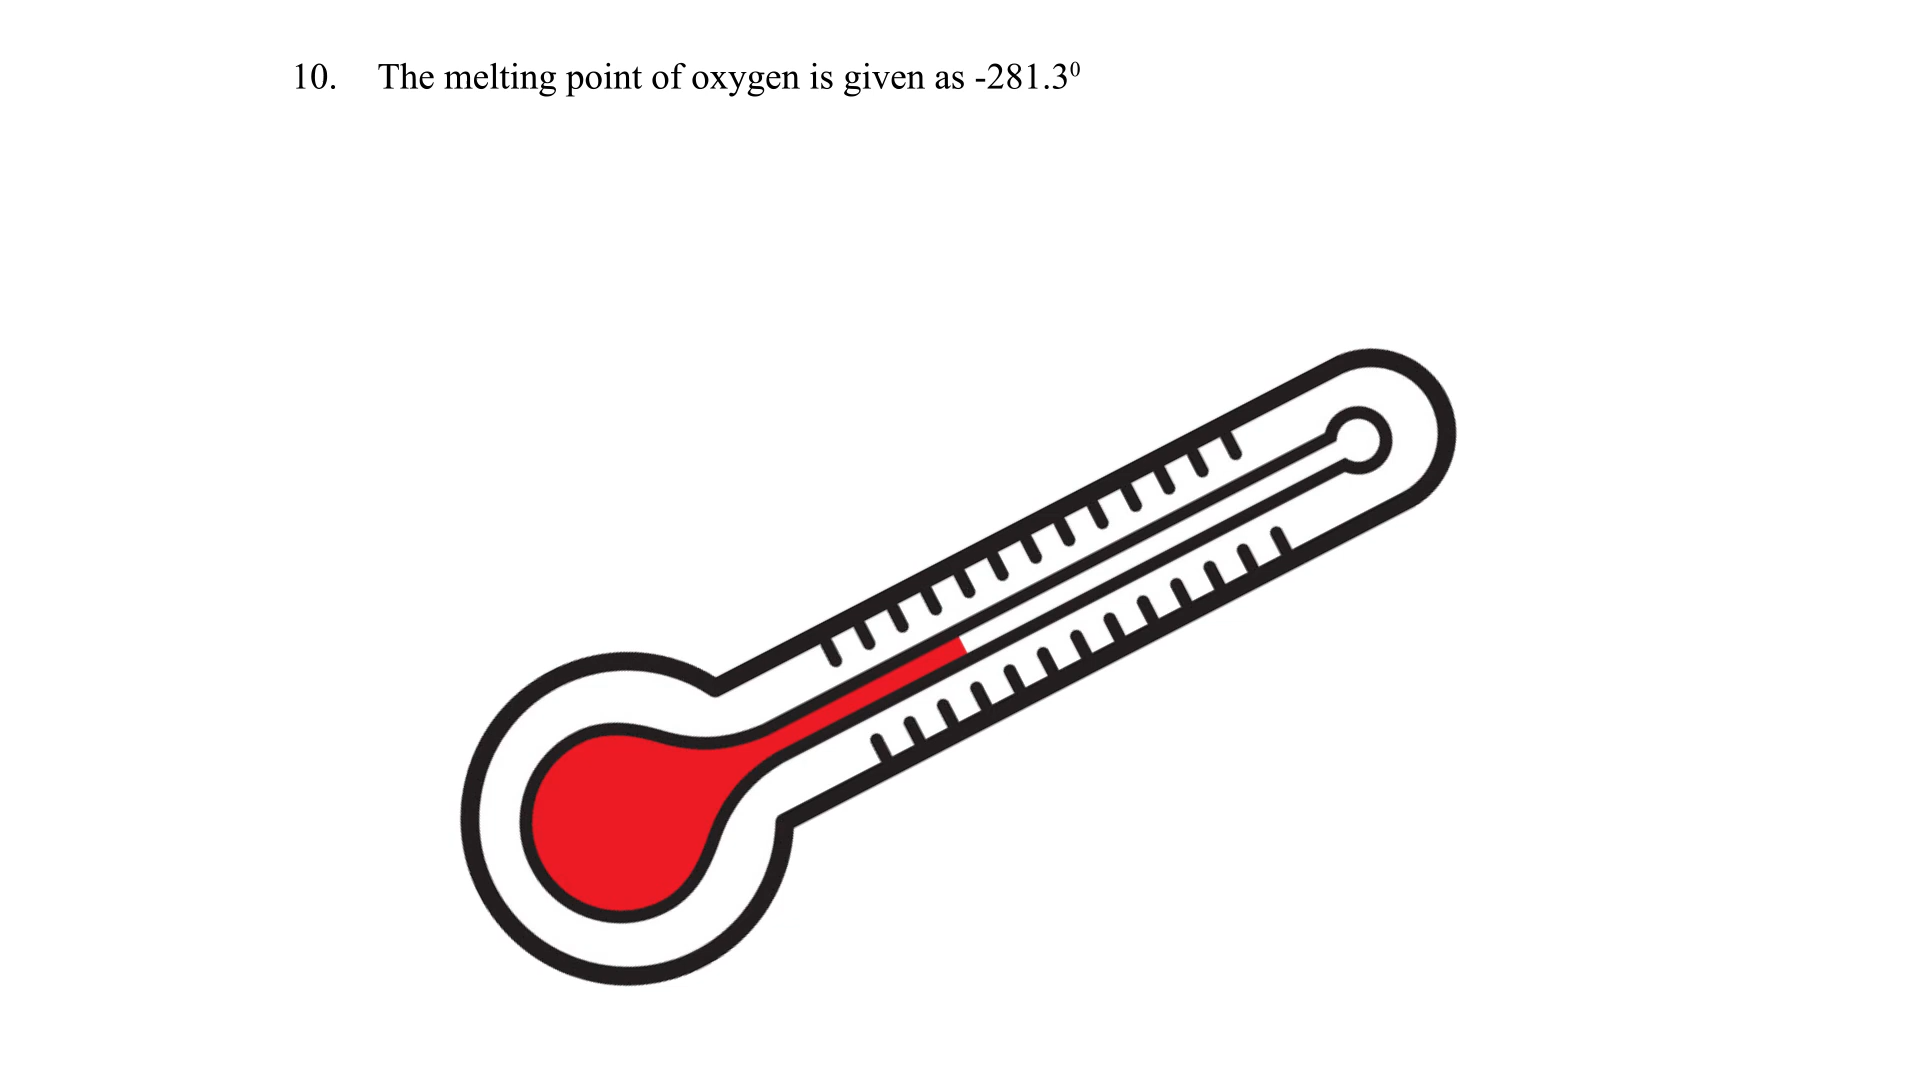 10. The melting point of oxygen is given as -281.3⁰